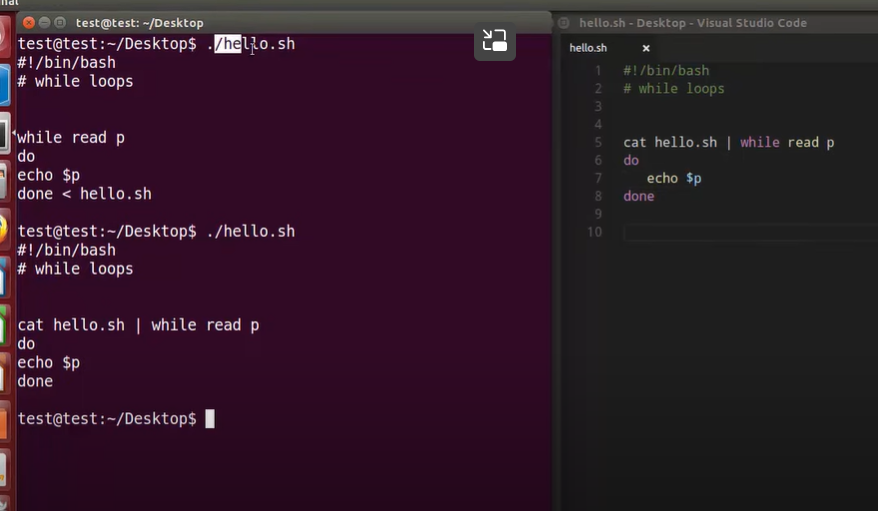 test@test: ~/Desktop
test@test:~/Desktop$ ./hello.sh
#!/bin/bash
# while loops
while read p
do
echo $p
done < hello.sh
test@test:~/Desktop$ ./hello.sh
#!/bin/bash
# while loops
cat hello.sh | while read p
do
echo $p
done
test@test:~/Desktop$
hello.sh - Desktop - Visual Studio Code
hello.sh ×
1 #!/bin/bash
2 # while loops
3
4
5 cat hello.sh | while read p
6 do
7 echo $p
8 done
9
10